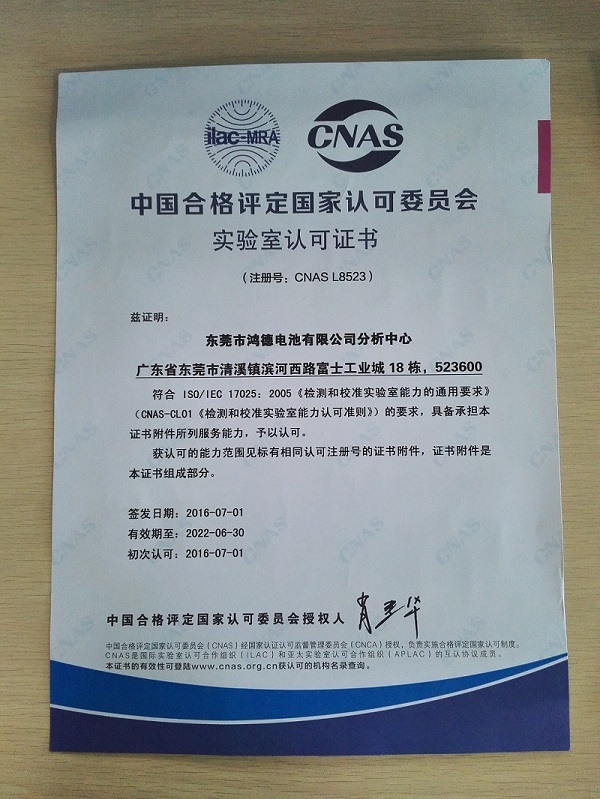 ilac-MRA
CNAS
中国合格评定国家认可委员会
实验室认可证书
（注册号：CNAS L8523）
兹证明：
东莞市鸿德电池有限公司分析中心
广东省东莞市清溪镇滨河西路富士工业城 18 栋，523600
符合 ISO/IEC 17025：2005《检测和校准实验室能力的通用要求》
（CNAS-CL01《检测和校准实验室能力认可准则》）的要求，具备承担本
证书附件所列服务能力，予以认可。
获认可的能力范围见标有相同认可注册号的证书附件，证书附件是
本证书组成部分。
签发日期：2016-07-01
有效期至：2022-06-30
初次认可：2016-07-01
中国合格评定国家认可委员会授权人
中国合格评定国家认可委员会（CNAS）经国家认证认可监督管理委员会（CNCA）授权，负责实施合格评定国家认可制度。
CNAS是国际实验室认可合作组织（ILAC）和亚太实验室认可合作组织（APLAC）的互认协议成员。
本证书的有效性可登陆www.cnas.org.cn获认可的机构名录查询。